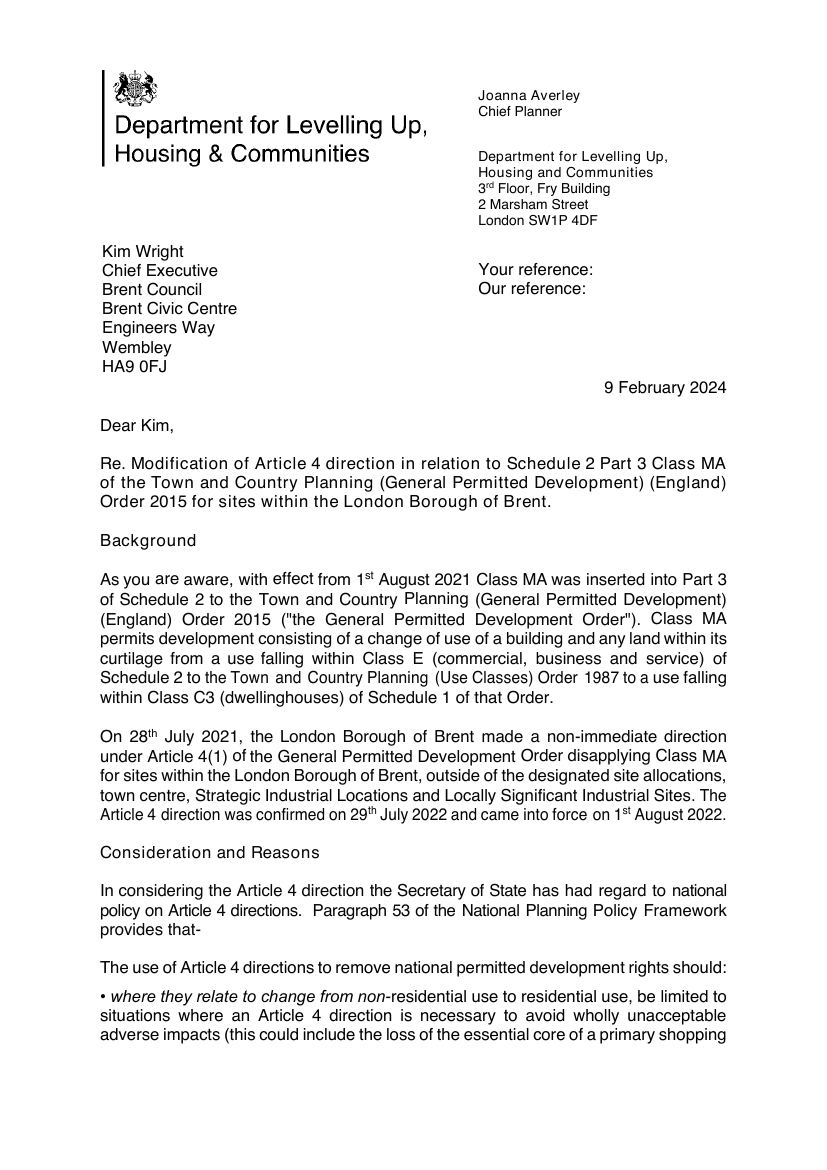 Department for Levelling Up,
Housing & Communities
Joanna Averley
Chief Planner
Department for Levelling Up,
Housing and Communities
3rd Floor, Fry Building
2 Marsham Street
London SW1P 4DF
Kim Wright
Chief Executive
Brent Council
Brent Civic Centre
Engineers Way
Wembley
HA9 0FJ
Your reference:
Our reference:
9 February 2024
Dear Kim,
Re. Modification of Article 4 direction in relation to Schedule 2 Part 3 Class MA
of the Town and Country Planning (General Permitted Development) (England)
Order 2015 for sites within the London Borough of Brent.
Background
As you are aware, with effect from 1st August 2021 Class MA was inserted into Part 3
of Schedule 2 to the Town and Country Planning (General Permitted Development)
(England) Order 2015 ("the General Permitted Development Order"). Class MA
permits development consisting of a change of use of a building and any land within its
curtilage from a use falling within Class E (commercial, business and service) of
Schedule 2 to the Town and Country Planning (Use Classes) Order 1987 to a use falling
within Class C3 (dwellinghouses) of Schedule 1 of that Order.
On 28th July 2021, the London Borough of Brent made a non-immediate direction
under Article 4(1) of the General Permitted Development Order disapplying Class MA
for sites within the London Borough of Brent, outside of the designated site allocations,
town centre, Strategic Industrial Locations and Locally Significant Industrial Sites. The
Article 4 direction was confirmed on 29th July 2022 and came into force on 1st August 2022.
Consideration and Reasons
In considering the Article 4 direction the Secretary of State has had regard to national
policy on Article 4 directions. Paragraph 53 of the National Planning Policy Framework
provides that-
The use of Article 4 directions to remove national permitted development rights should:
• where they relate to change from non-residential use to residential use, be limited to
situations where an Article 4 direction is necessary to avoid wholly unacceptable
adverse impacts (this could include the loss of the essential core of a primary shopping